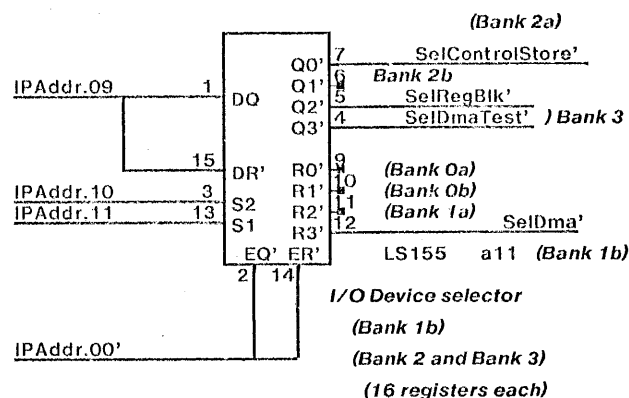 (Bank 2a)
7 SelControlStore'
Q0'
6 Bank 2b
Q1'
IPAddr.09 1 DQ
5 SelRegBlk'
Q2'
4 SelDmaTest' ) Bank 3
Q3'
15 DR'
9 (Bank 0a)
R0'
10 (Bank 0b)
R1'
IPAddr.10 3 S2
11 (Bank 1a)
R2'
IPAddr.11 13 S1
12 SelDma'
R3'
EQ' ER'
LS155 a11 (Bank 1b)
2 14
I/O Device selector
(Bank 1b)
IPAddr.00' (Bank 2 and Bank 3)
(16 registers each)